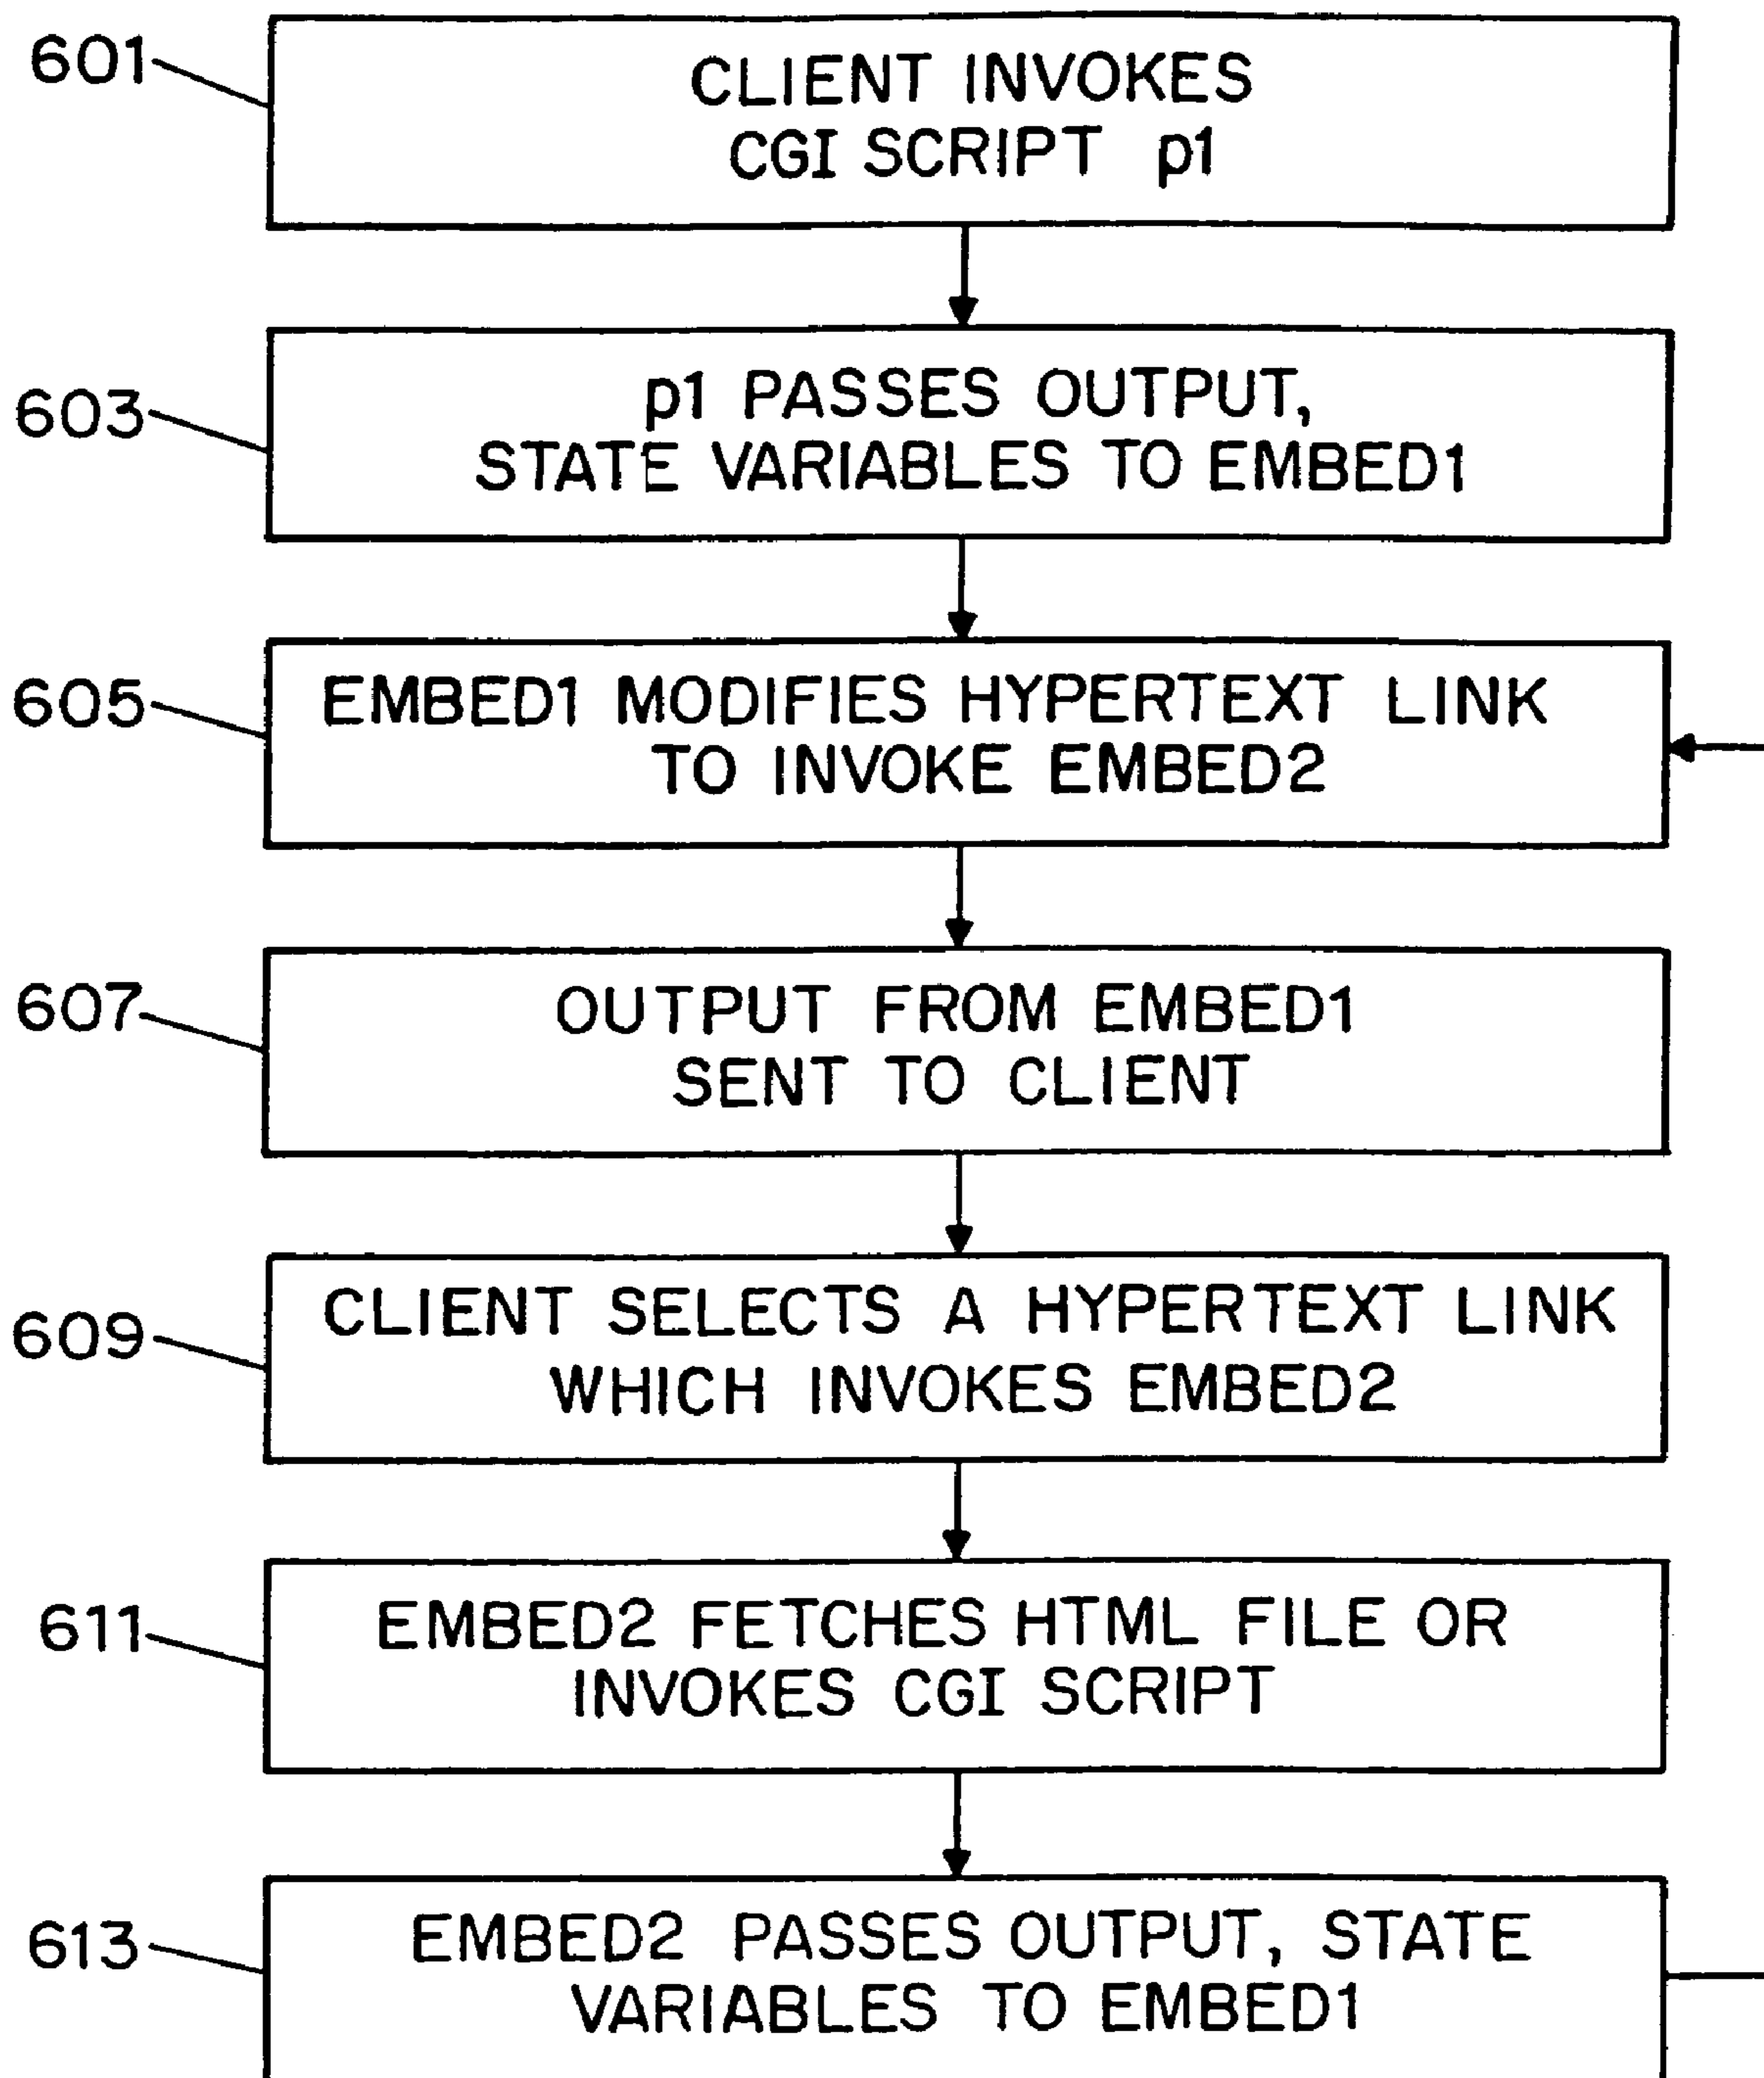 601
CLIENT INVOKES
CGI SCRIPT p1
603
p1 PASSES OUTPUT,
STATE VARIABLES TO EMBED1
605
EMBED1 MODIFIES HYPERTEXT LINK
TO INVOKE EMBED2
607
OUTPUT FROM EMBED1
SENT TO CLIENT
609
CLIENT SELECTS A HYPERTEXT LINK
WHICH INVOKES EMBED2
611
EMBED2 FETCHES HTML FILE OR
INVOKES CGI SCRIPT
613
EMBED2 PASSES OUTPUT, STATE
VARIABLES TO EMBED1